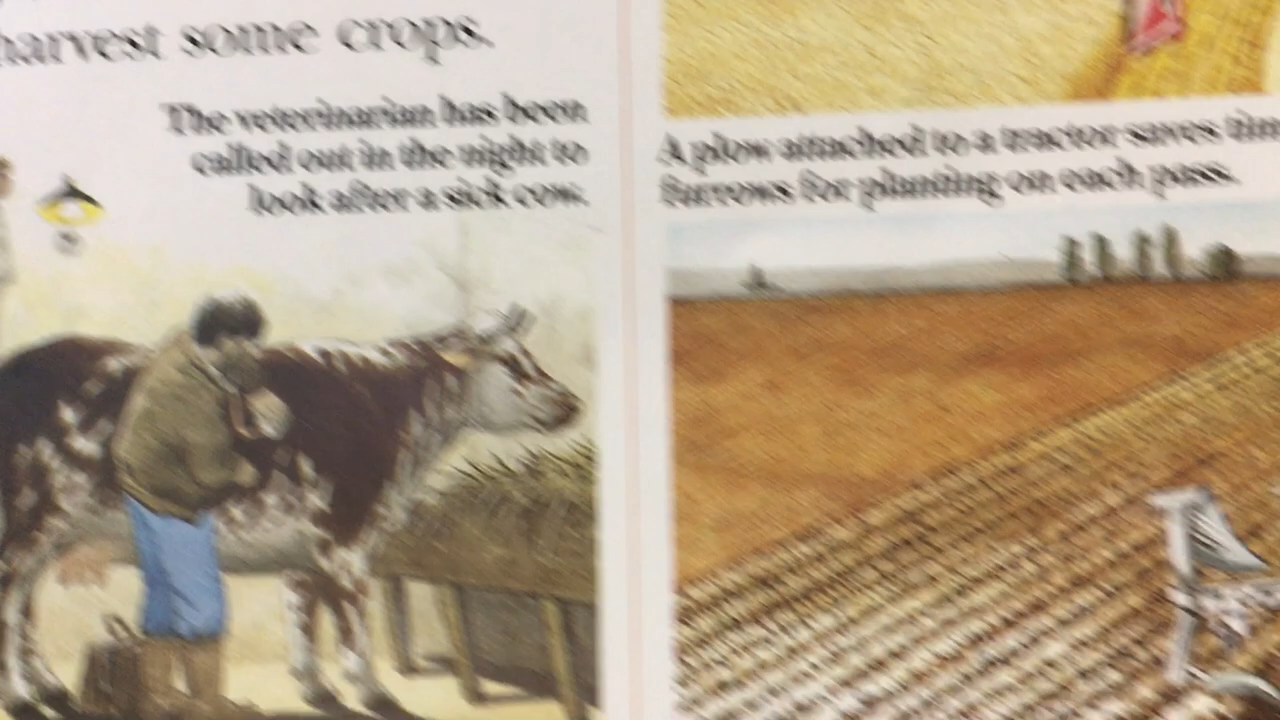 harvest some crops.
The veterinarian has been
called out in the night to
look after a sick cow.
A plow attached to a tractor saves
furrows for planting on each pass.